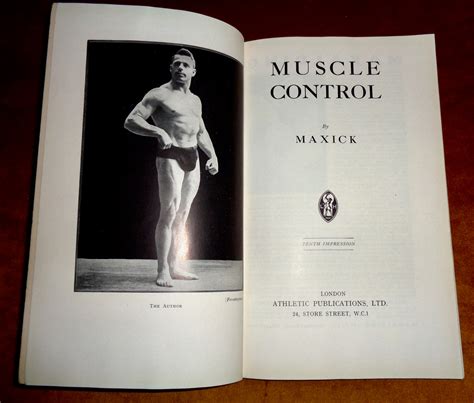 THE AUTHOR
MUSCLE
CONTROL
By
MAXICK
TENTH IMPRESSION
LONDON
ATHLETIC PUBLICATIONS, LTD.
24, STORE STREET, W.C.1